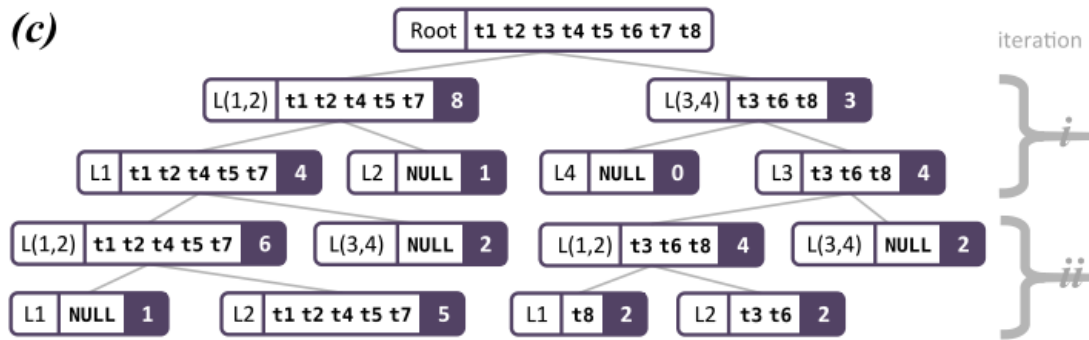 (c)
Root t1 t2 t3 t4 t5 t6 t7 t8
iteration
L(1,2) t1 t2 t4 t5 t7 8
L(3,4) t3 t6 t8 3
i
L1 t1 t2 t4 t5 t7 4
L2 NULL 1
L4 NULL 0
L3 t3 t6 t8 4
L(1,2) t1 t2 t4 t5 t7 6
L(3,4) NULL 2
L(1,2) t3 t6 t8 4
L(3,4) NULL 2
ii
L1 NULL 1
L2 t1 t2 t4 t5 t7 5
L1 t8 2
L2 t3 t6 2